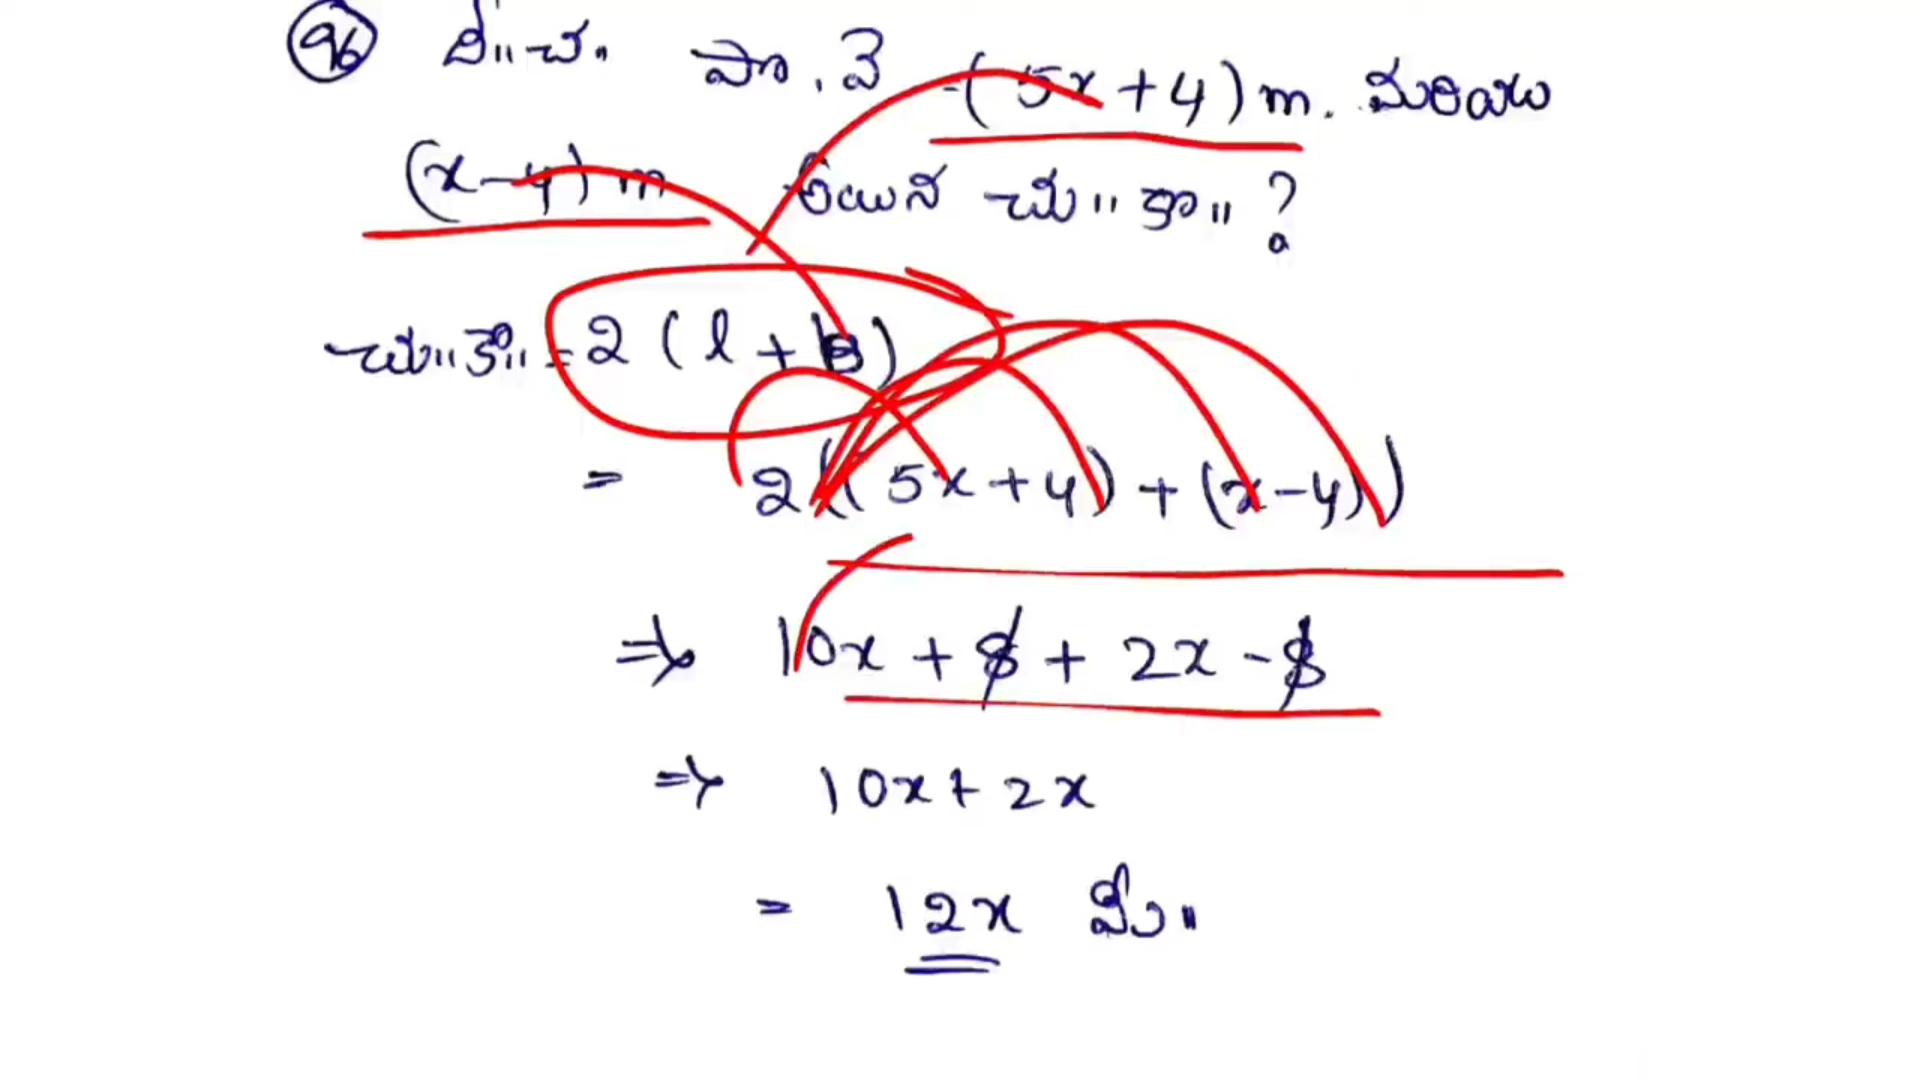 96 దీ॥చ॥ పొ.వె (5x+4)m. మరియు
(x-4)m అయిన చు॥కొ॥ ?
చు॥కొ॥ = 2(l+b)
= 2((5x+4)+(x-4))
⇒ 10x + 8 + 2x - 8
⇒ 10x + 2x
= 12x మీ॥